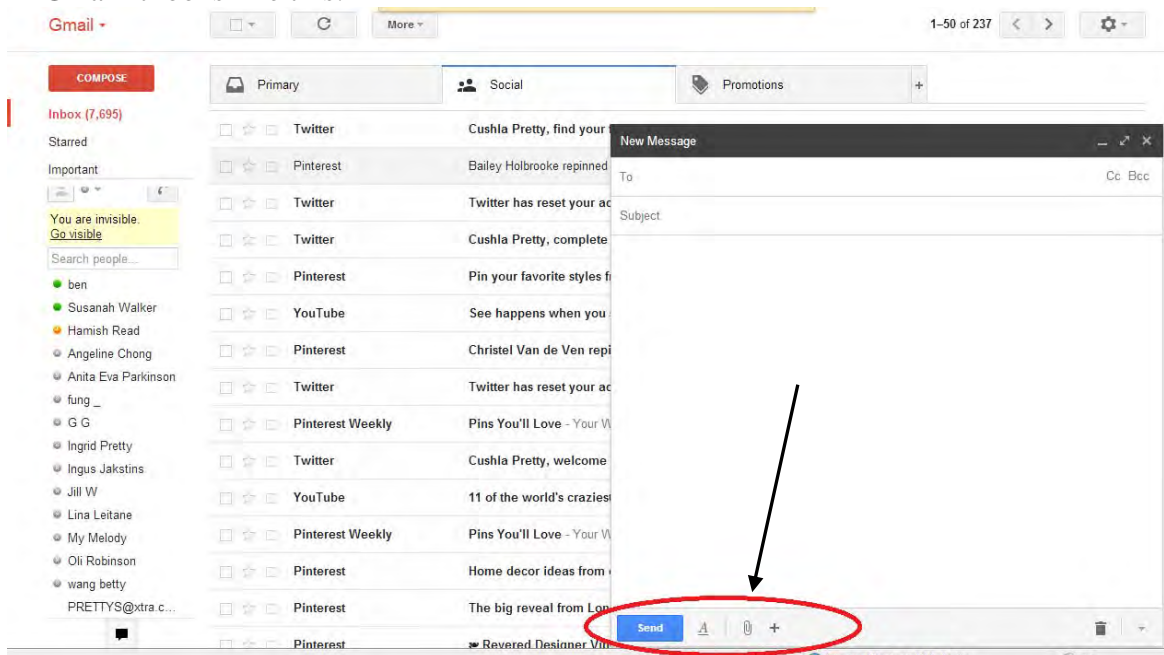 Gmail
More
1–50 of 237
COMPOSE
Primary
Social
Promotions
+
Inbox (7,695)
Starred
Important
You are invisible.
Go visible
Search people...
ben
Susanah Walker
Hamish Read
Angeline Chong
Anita Eva Parkinson
fung _
G G
Ingrid Pretty
Ingus Jakstins
Jill W
Lina Leitane
My Melody
Oli Robinson
wang betty
PRETTYS@xtra.c...
Twitter Cushla Pretty, find your
Pinterest Bailey Holbrooke repinned
Twitter Twitter has reset your ac
Twitter Cushla Pretty, complete
Pinterest Pin your favorite styles
YouTube See happens when you
Pinterest Christel Van de Ven repi
Twitter Twitter has reset your ac
Pinterest Weekly Pins You'll Love - Your
Twitter Cushla Pretty, welcome
YouTube 11 of the world's craziest
Pinterest Weekly Pins You'll Love - Your
Pinterest Home decor ideas from
Pinterest The big reveal from
Pinterest Revered Designer
New Message
To Cc Bcc
Subject
Send A +